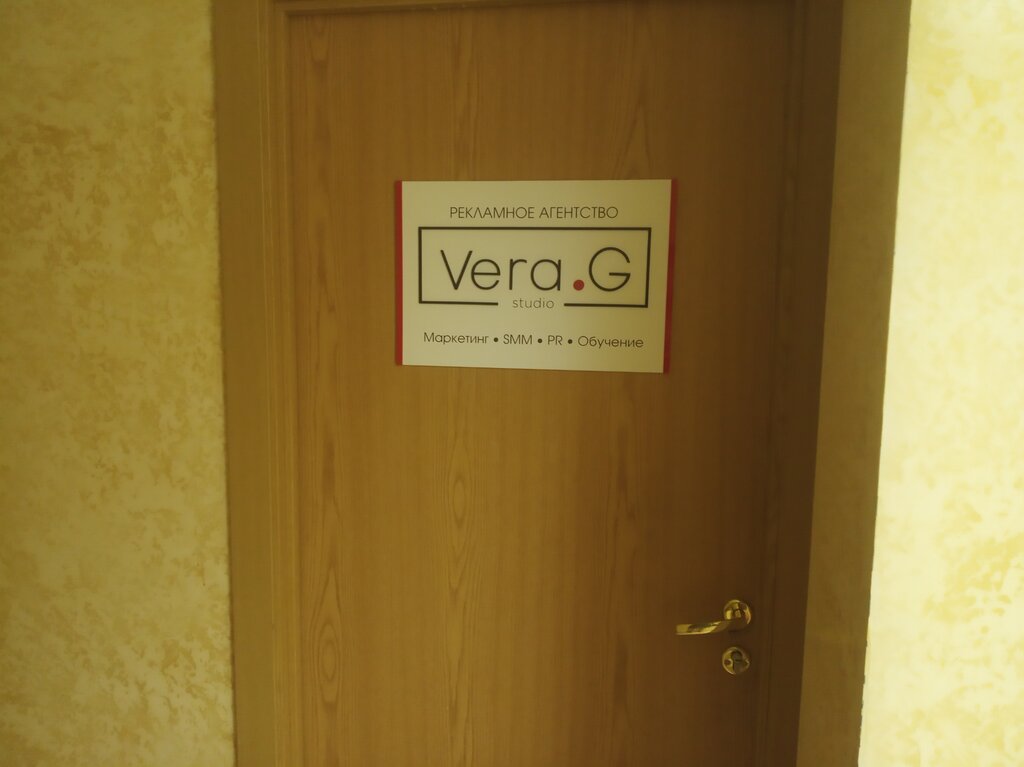 РЕКЛАМНОЕ АГЕНТСТВО
Vera.G
studio
Маркетинг • SMM • PR • Обучение